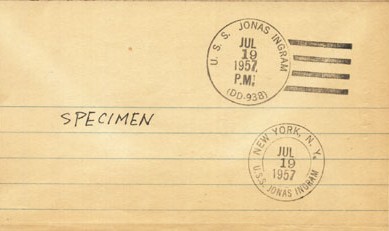 U. S. S. JONAS INGRAM
JUL
19
1957
P.M.
(DD-938)
SPECIMEN
NEW YORK, N. Y.
JUL
19
1957
U.S.S. JONAS INGRAM